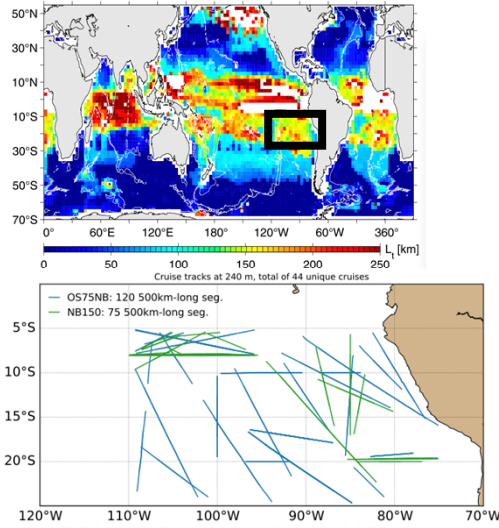 50°N
30°N
10°N
10°S
30°S
50°S
70°S
0° 60°E 120°E 180° 120°W 60°W 360°
0 50 100 150 200 250 Lt [km]
Cruise tracks at 240 m, total of 44 unique cruises
OS75NB: 120 500km-long seg.
NB150: 75 500km-long seg.
5°S
10°S
15°S
20°S
120°W 110°W 100°W 90°W 80°W 70°W